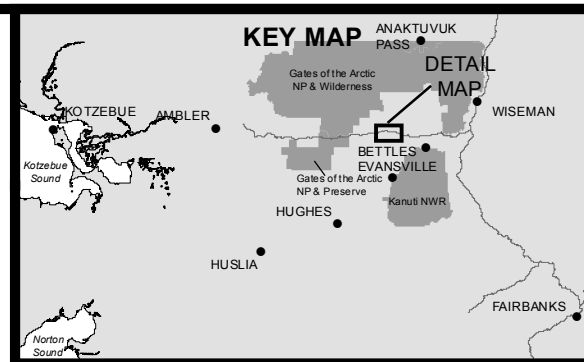 KEY MAP
ANAKTUVUK
PASS
Gates of the Arctic
NP & Wilderness
DETAIL
MAP
WISEMAN
KOTZEBUE
AMBLER
Kotzebue
Sound
BETTLES
EVANSVILLE
Gates of the Arctic
NP & Preserve
Kanuti NWR
HUGHES
HUSLIA
FAIRBANKS
Norton
Sound